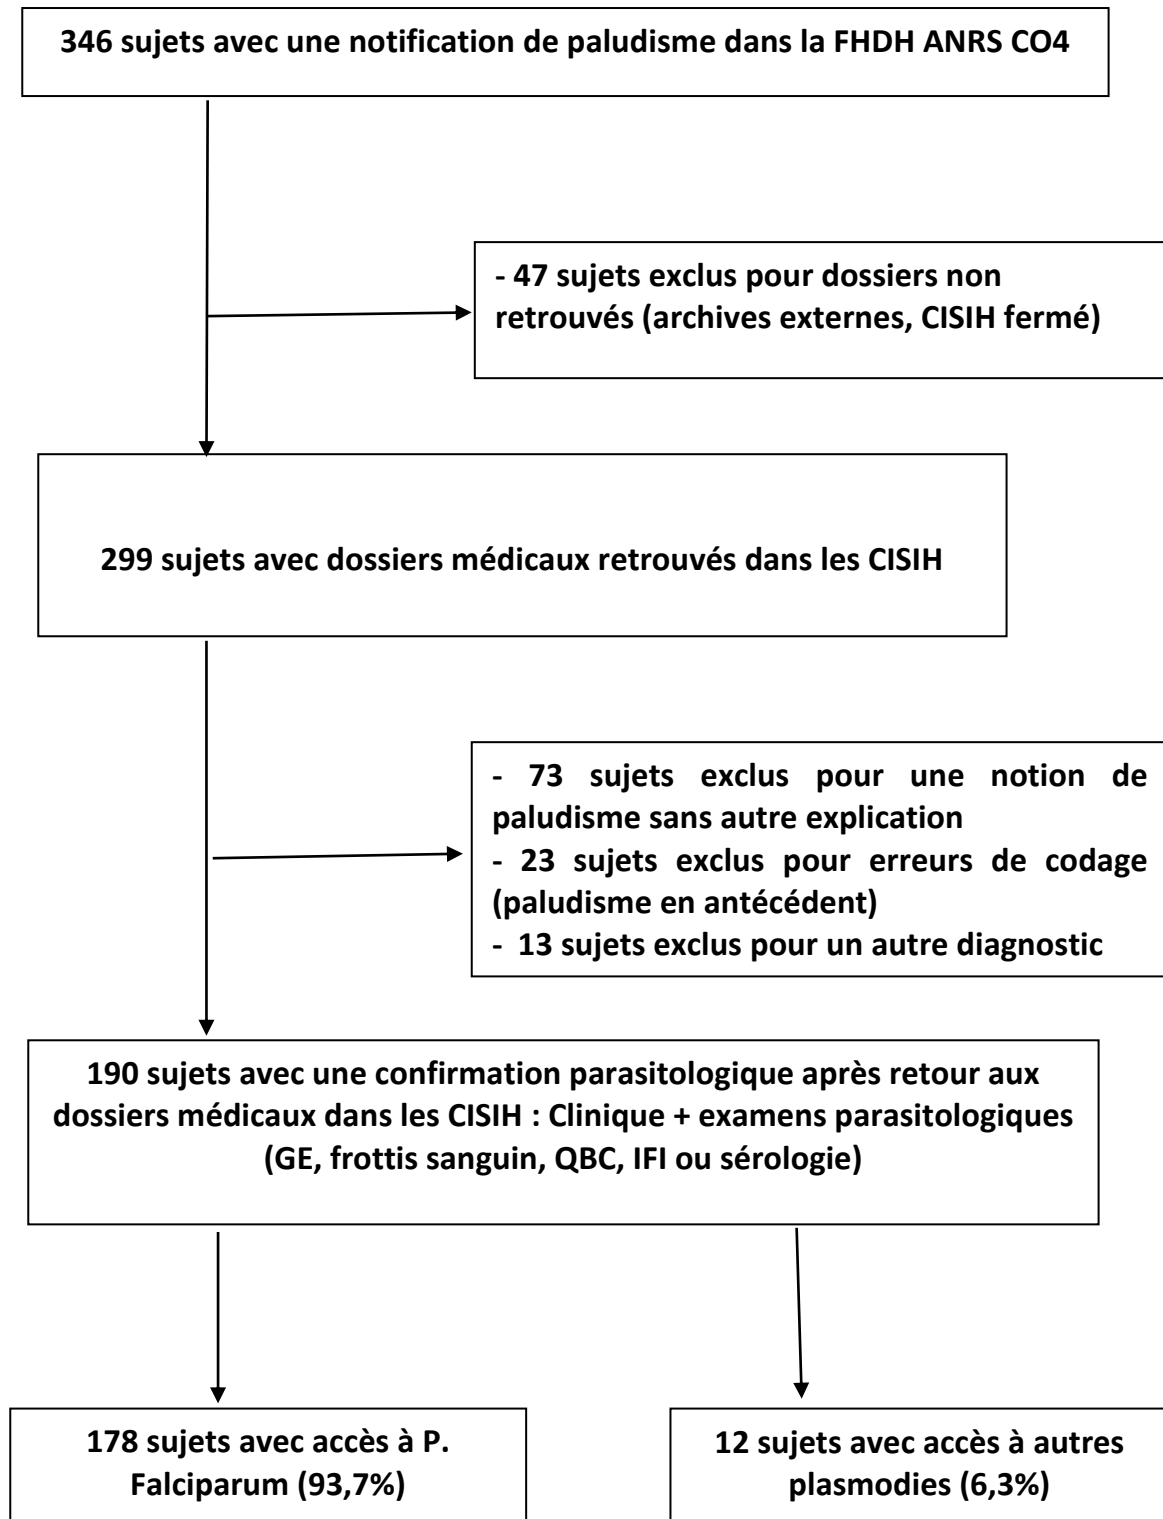 346 sujets avec une notification de paludisme dans la FHDH ANRS CO4
- 47 sujets exclus pour dossiers non
retrouvés (archives externes, CISIH fermé)
299 sujets avec dossiers médicaux retrouvés dans les CISIH
- 73 sujets exclus pour une notion de
paludisme sans autre explication
- 23 sujets exclus pour erreurs de codage
(paludisme en antécédent)
- 13 sujets exclus pour un autre diagnostic
190 sujets avec une confirmation parasitologique après retour aux
dossiers médicaux dans les CISIH : Clinique + examens parasitologiques
(GE, frottis sanguin, QBC, IFI ou sérologie)
178 sujets avec accès à P.
Falciparum (93,7%)
12 sujets avec accès à autres
plasmodies (6,3%)